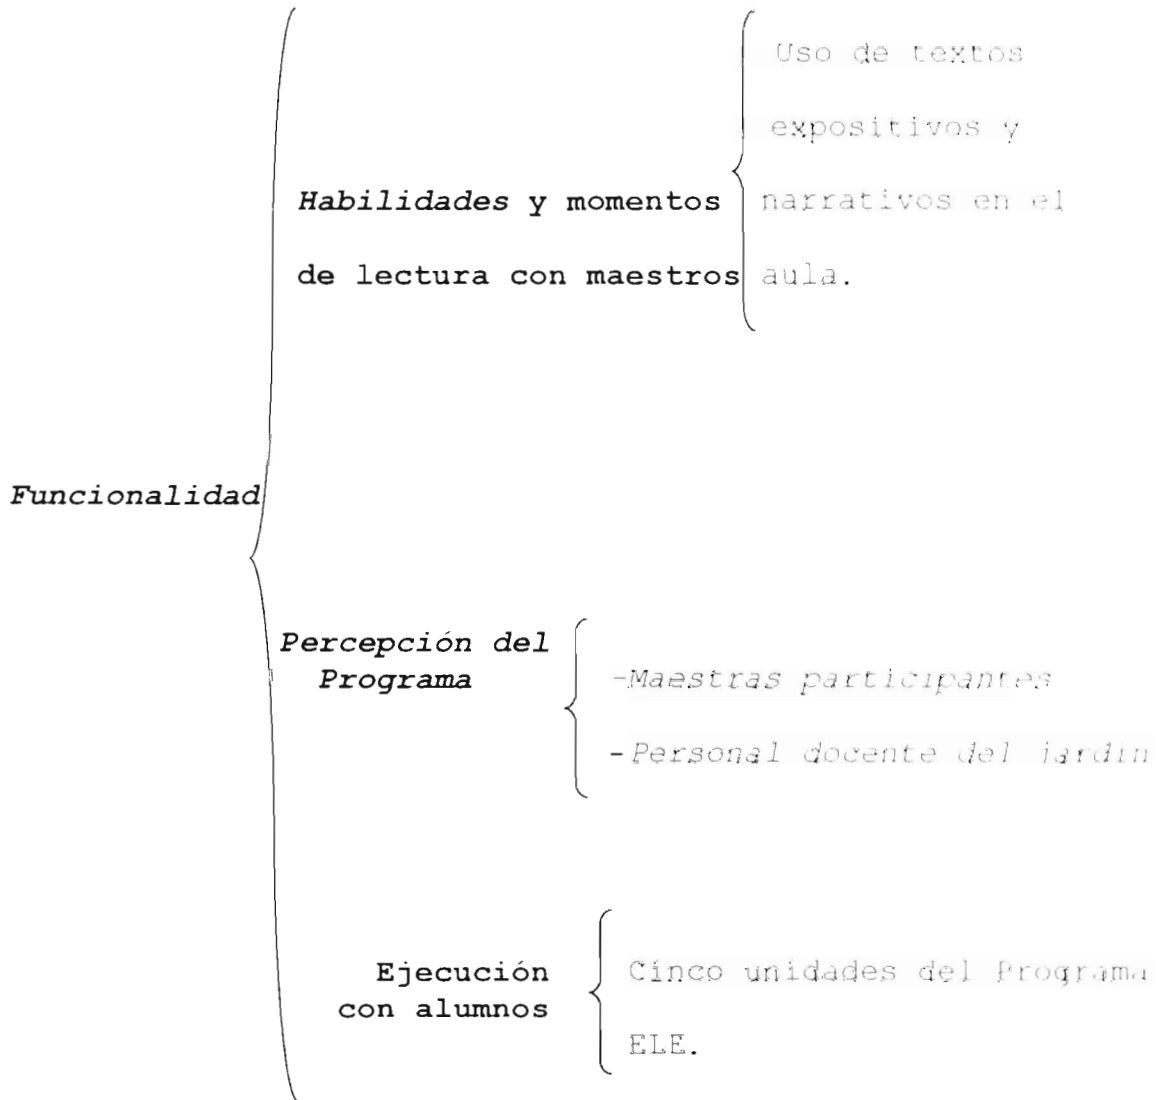 Uso de textos
expositivos y
Habilidades y momentos
narrativos en el
de lectura con maestros
aula.
Funcionalidad
Percepción del
Programa
-Maestras participantes
-Personal docente del jardin
Ejecución
con alumnos
Cinco unidades del Programa
ELE.